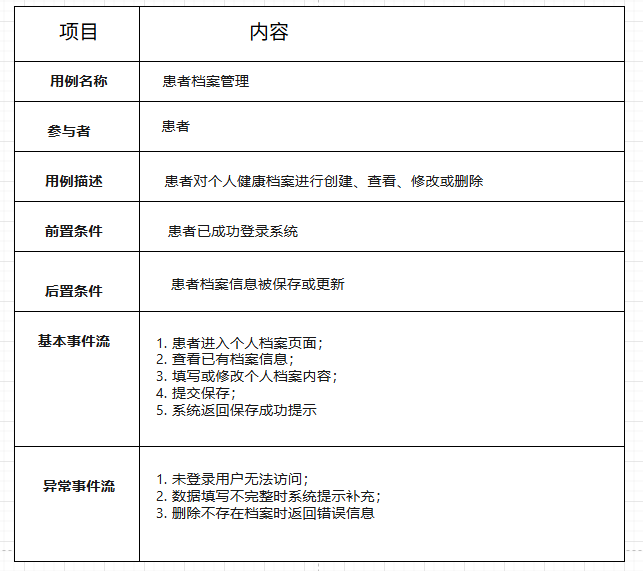 项目 内容
用例名称 患者档案管理
参与者 患者
用例描述 患者对个人健康档案进行创建、查看、修改或删除
前置条件 患者已成功登录系统
后置条件 患者档案信息被保存或更新
基本事件流
1. 患者进入个人档案页面；
2. 查看已有档案信息；
3. 填写或修改个人档案内容；
4. 提交保存；
5. 系统返回保存成功提示
异常事件流
1. 未登录用户无法访问；
2. 数据填写不完整时系统提示补充；
3. 删除不存在档案时返回错误信息